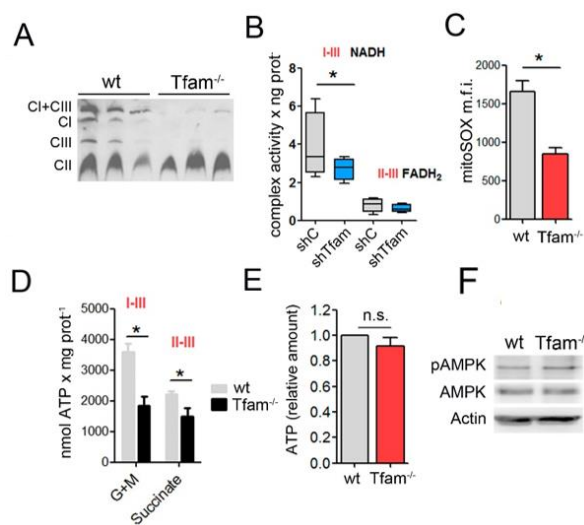 A
wt Tfam-/-
CI+CIII
CI
CIII
CII
B
complex activity x ng prot-
I-III NADH
*
II-III FADH2
8
6
4
2
0
shC
shTfam
shC
shTfam
C
mitoSOX m.f.i.
2000
1500
1000
500
0
*
wt
Tfam-/-
D
nmol ATP x mg prot-1
5000
4000
3000
2000
1000
0
I-III
*
II-III
*
wt
Tfam-/-
G+M
Succinate
E
ATP (relative amount)
1.2
1.0
0.8
0.6
0.4
0.2
0.0
n.s.
wt Tfam-/-
F
wt Tfam-/
pAMPK
AMPK
Actin